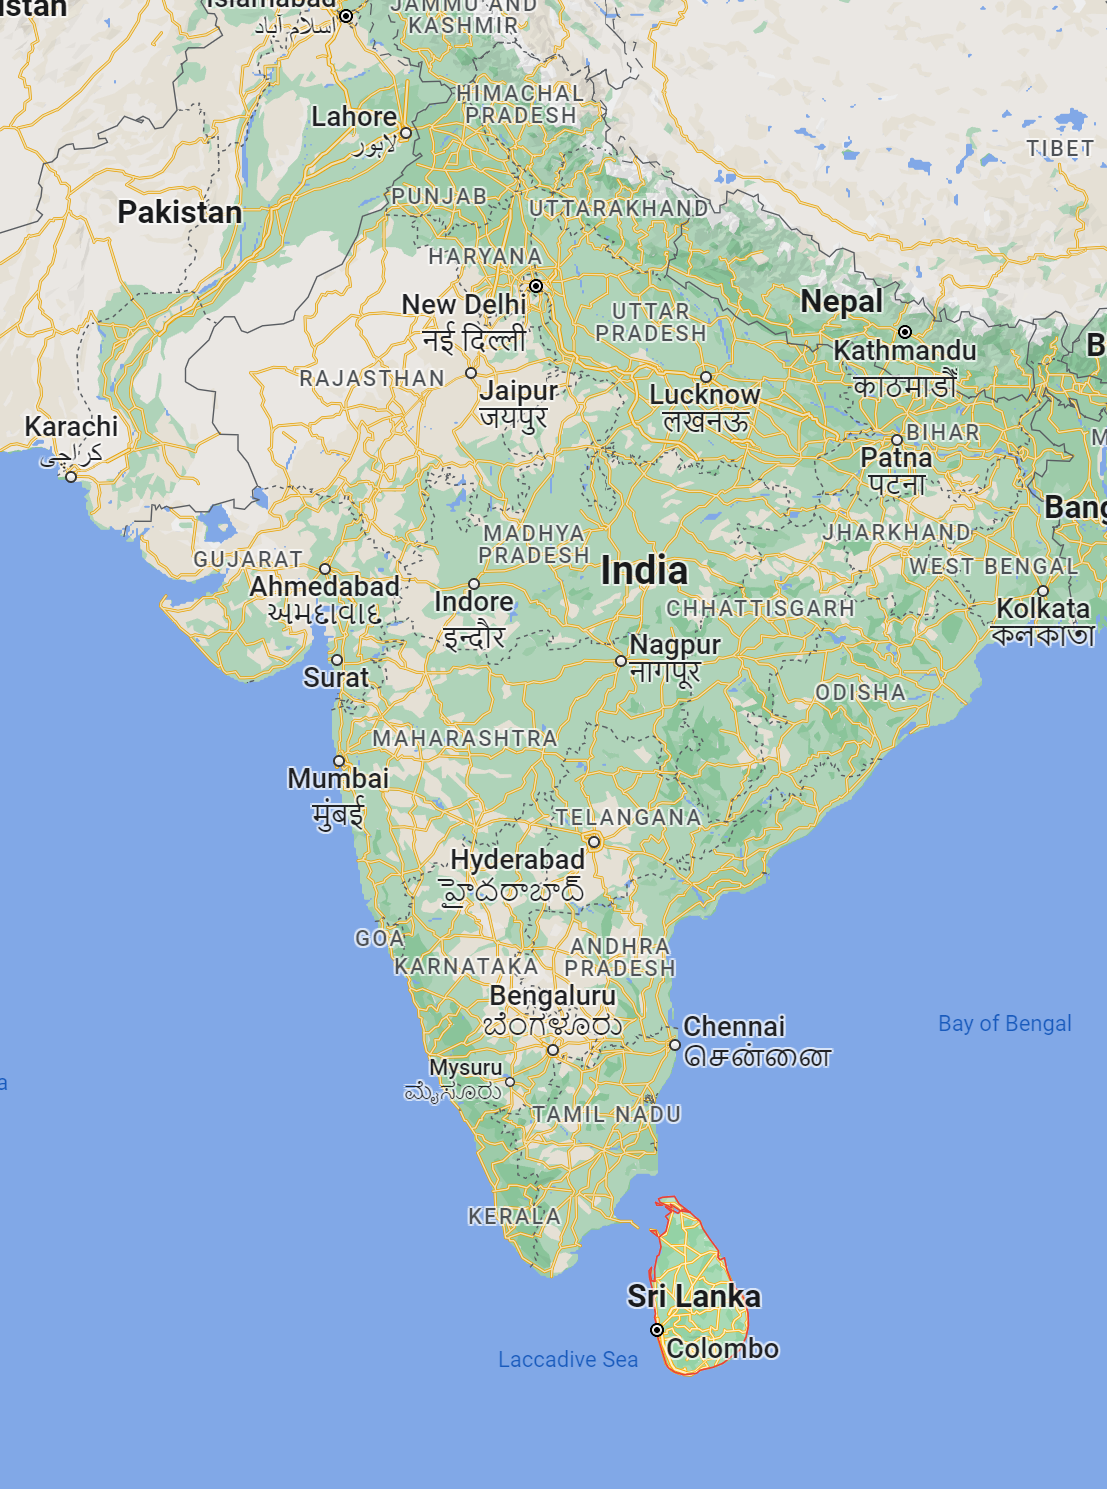 Islamabad
اسلام آباد
JAMMU AND
KASHMIR
HIMACHAL
PRADESH
Lahore
لاہور
TIBET
PUNJAB
Pakistan
UTTARAKHAND
HARYANA
New Delhi
नई दिल्ली
UTTAR
PRADESH
Nepal
Kathmandu
काठमाडौं
RAJASTHAN
Jaipur
जयपुर
Lucknow
लखनऊ
Karachi
کراچی
BIHAR
Patna
पटना
Bang
MADHYA
PRADESH
JHARKHAND
GUJARAT
Ahmedabad
અમદાવાદ
India
WEST BENGAL
Indore
इन्दौर
CHHATTISGARH
Kolkata
কলকাতা
Nagpur
नागपूर
Surat
ODISHA
MAHARASHTRA
Mumbai
मुंबई
TELANGANA
Hyderabad
హైదరాబాద్
GOA
KARNATAKA
ANDHRA
PRADESH
Bengaluru
ಬೆಂಗಳೂರು
Chennai
சென்னை
Bay of Bengal
Mysuru
ಮೈಸೂರು
TAMIL NADU
KERALA
Sri Lanka
Colombo
Laccadive Sea